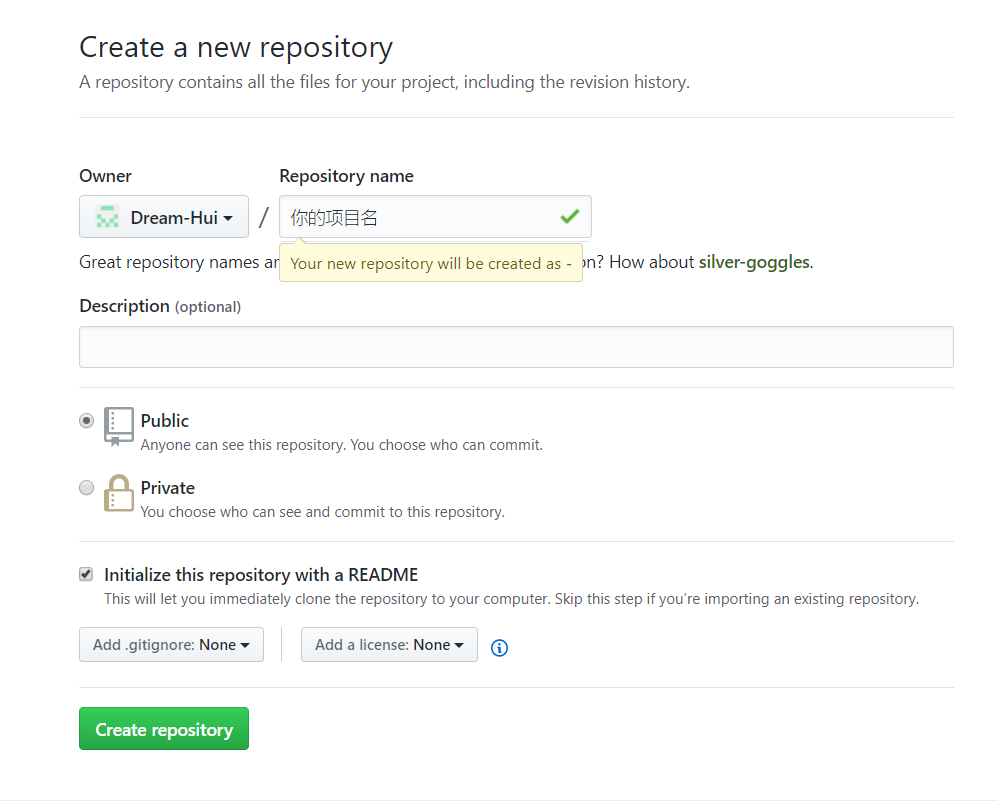 Create a new repository
A repository contains all the files for your project, including the revision history.
Owner
Repository name
Dream-Hui
/
你的项目名
Great repository names ar
Your new repository will be created as -
on? How about silver-goggles.
Description (optional)
Public
Anyone can see this repository. You choose who can commit.
Private
You choose who can see and commit to this repository.
Initialize this repository with a README
This will let you immediately clone the repository to your computer. Skip this step if you’re importing an existing repository.
Add .gitignore: None
Add a license: None
Create repository